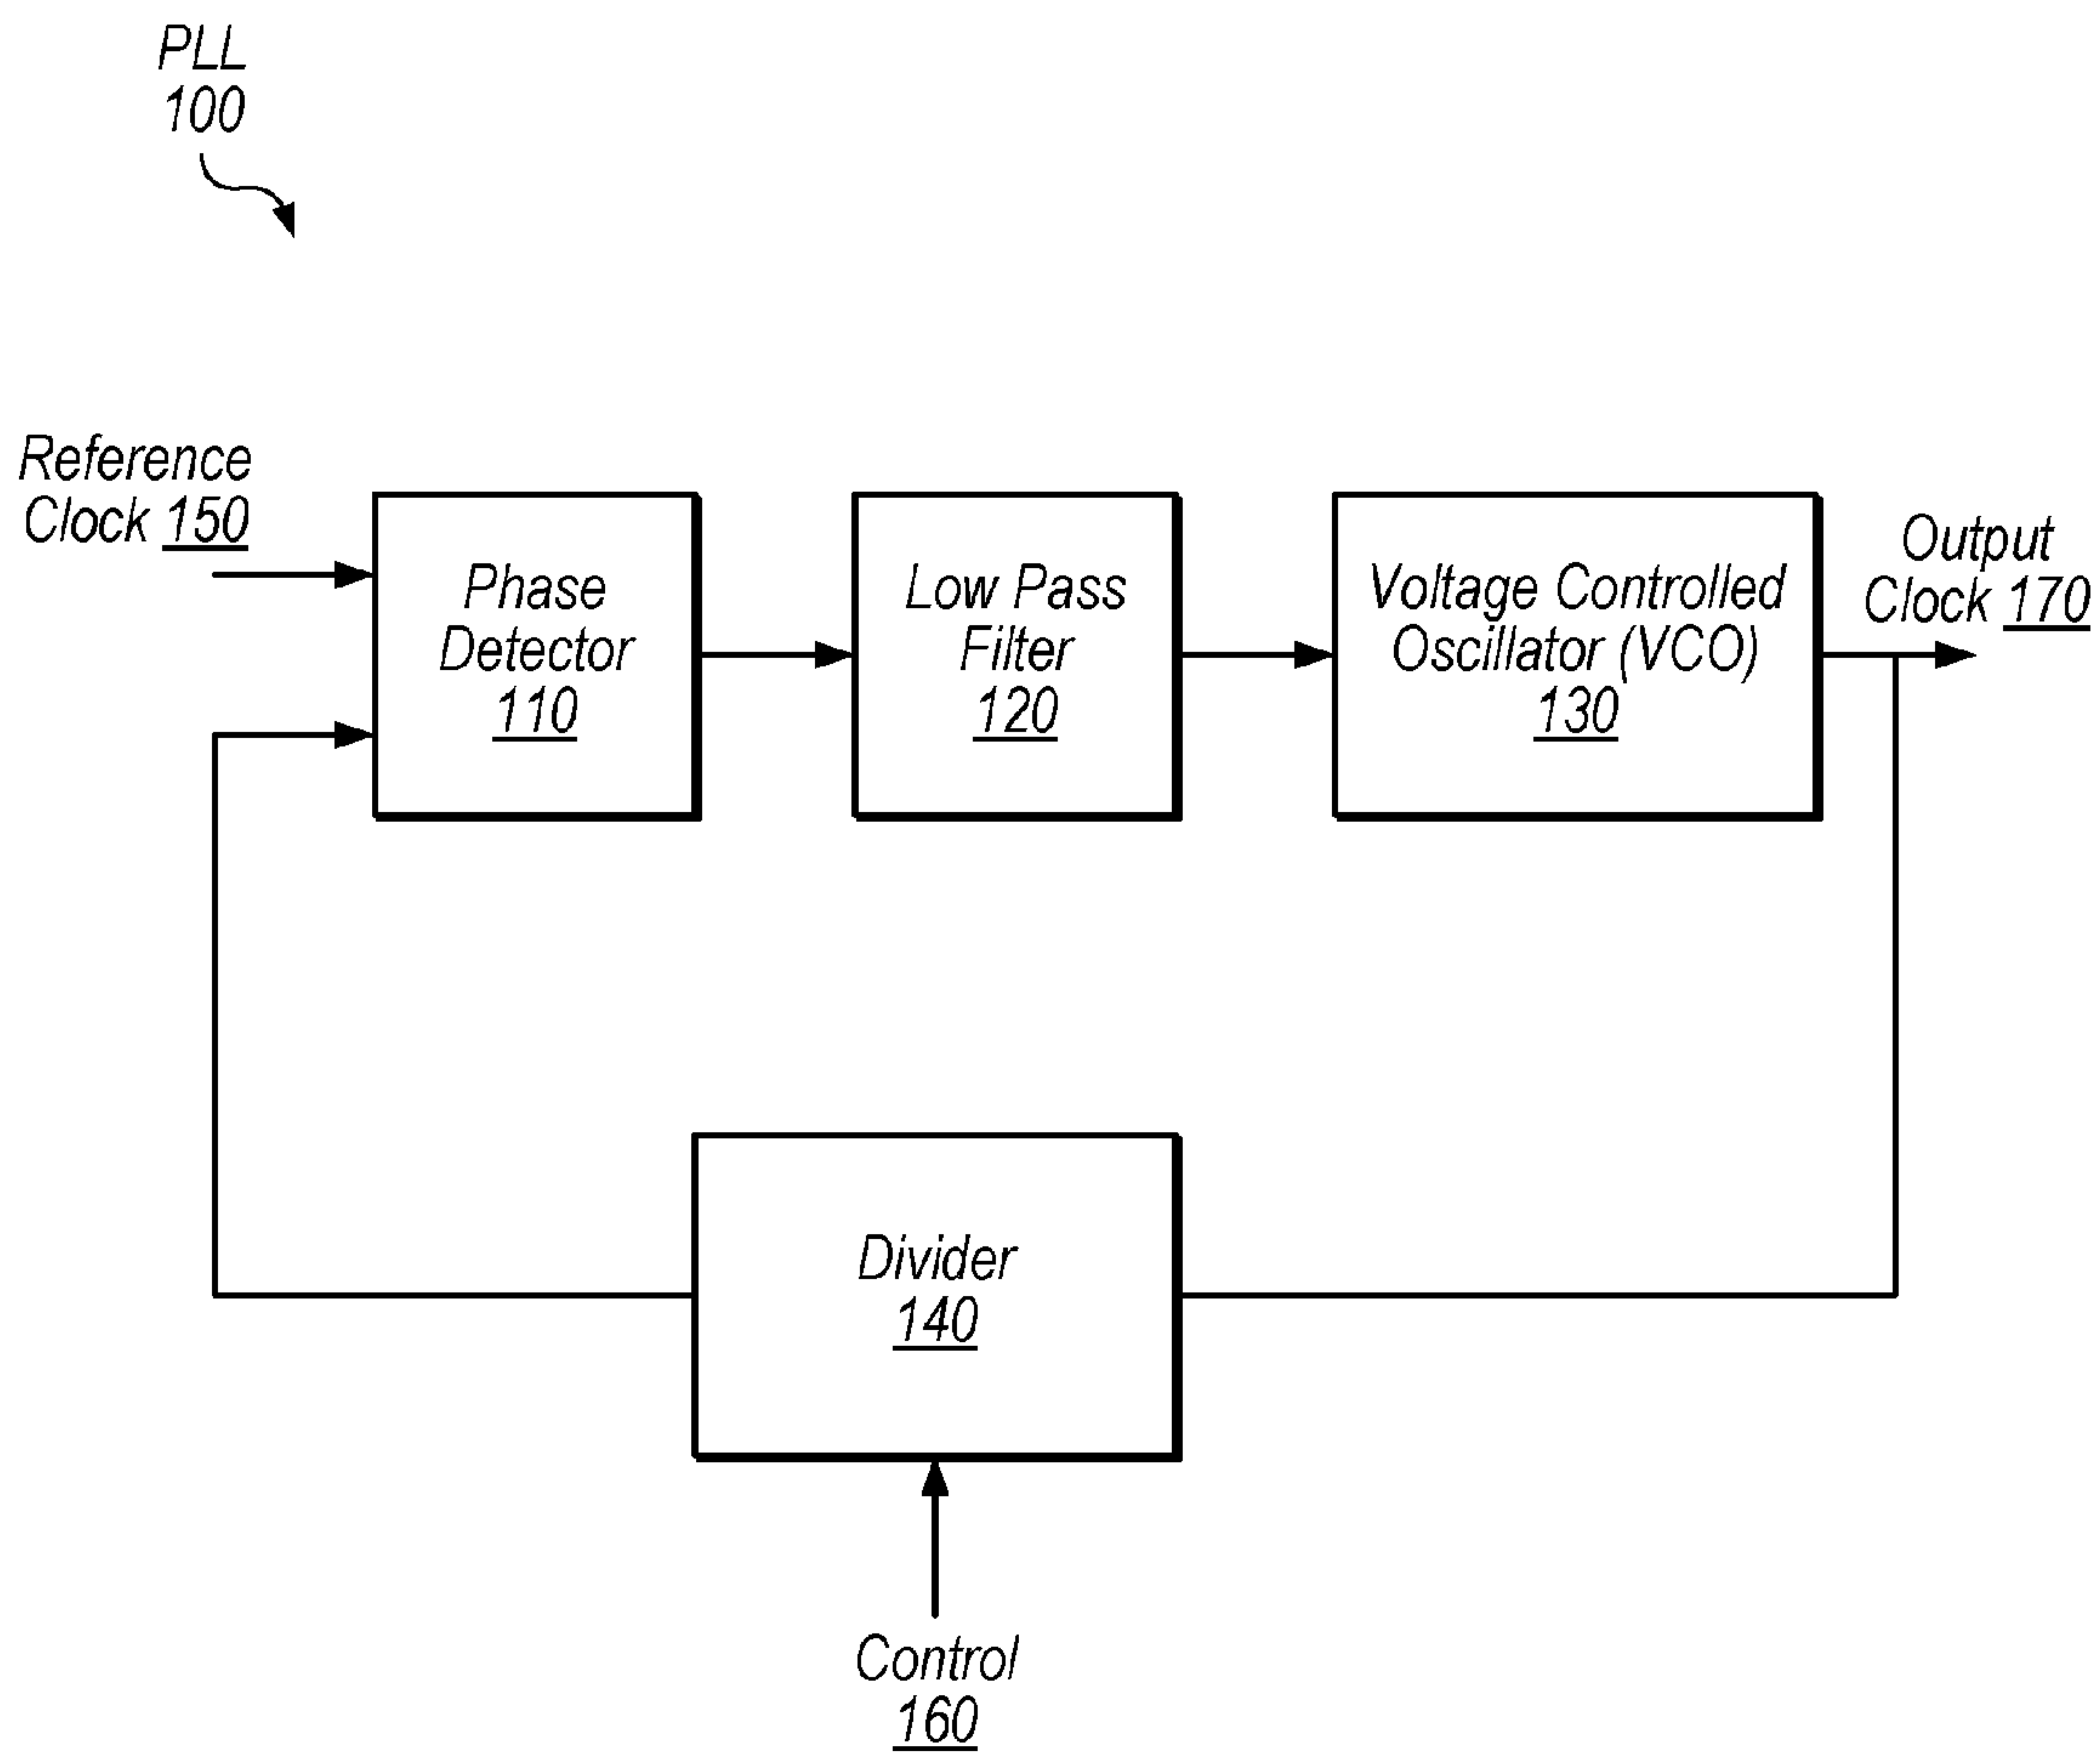 PLL
100
Reference
Clock 150
Phase
Detector
110
Low Pass
Filter
120
Voltage Controlled
Oscillator (VCO)
130
Output
Clock 170
Divider
140
Control
160